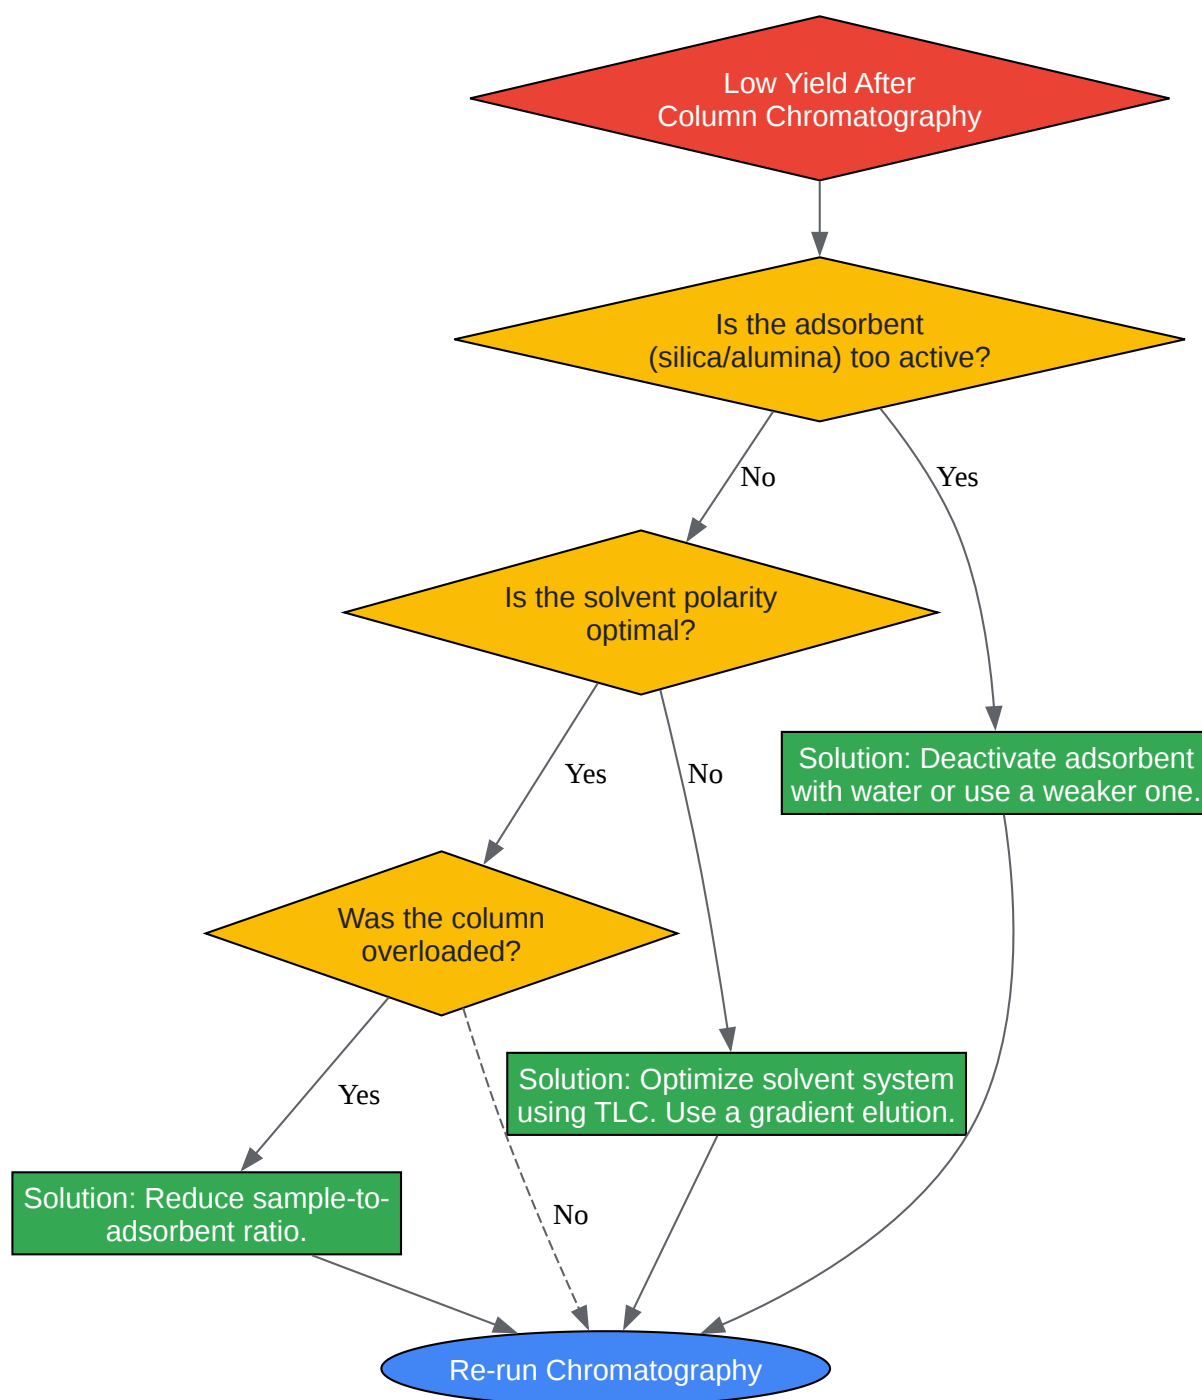 Low Yield After
Column Chromatography
Is the adsorbent
(silica/alumina) too active?
No
Yes
Is the solvent polarity
optimal?
Solution: Deactivate adsorbent
with water or use a weaker one.
Yes
No
Was the column
overloaded?
Solution: Optimize solvent system
using TLC. Use a gradient elution.
Yes
Solution: Reduce sample-to-
adsorbent ratio.
No
Re-run Chromatography